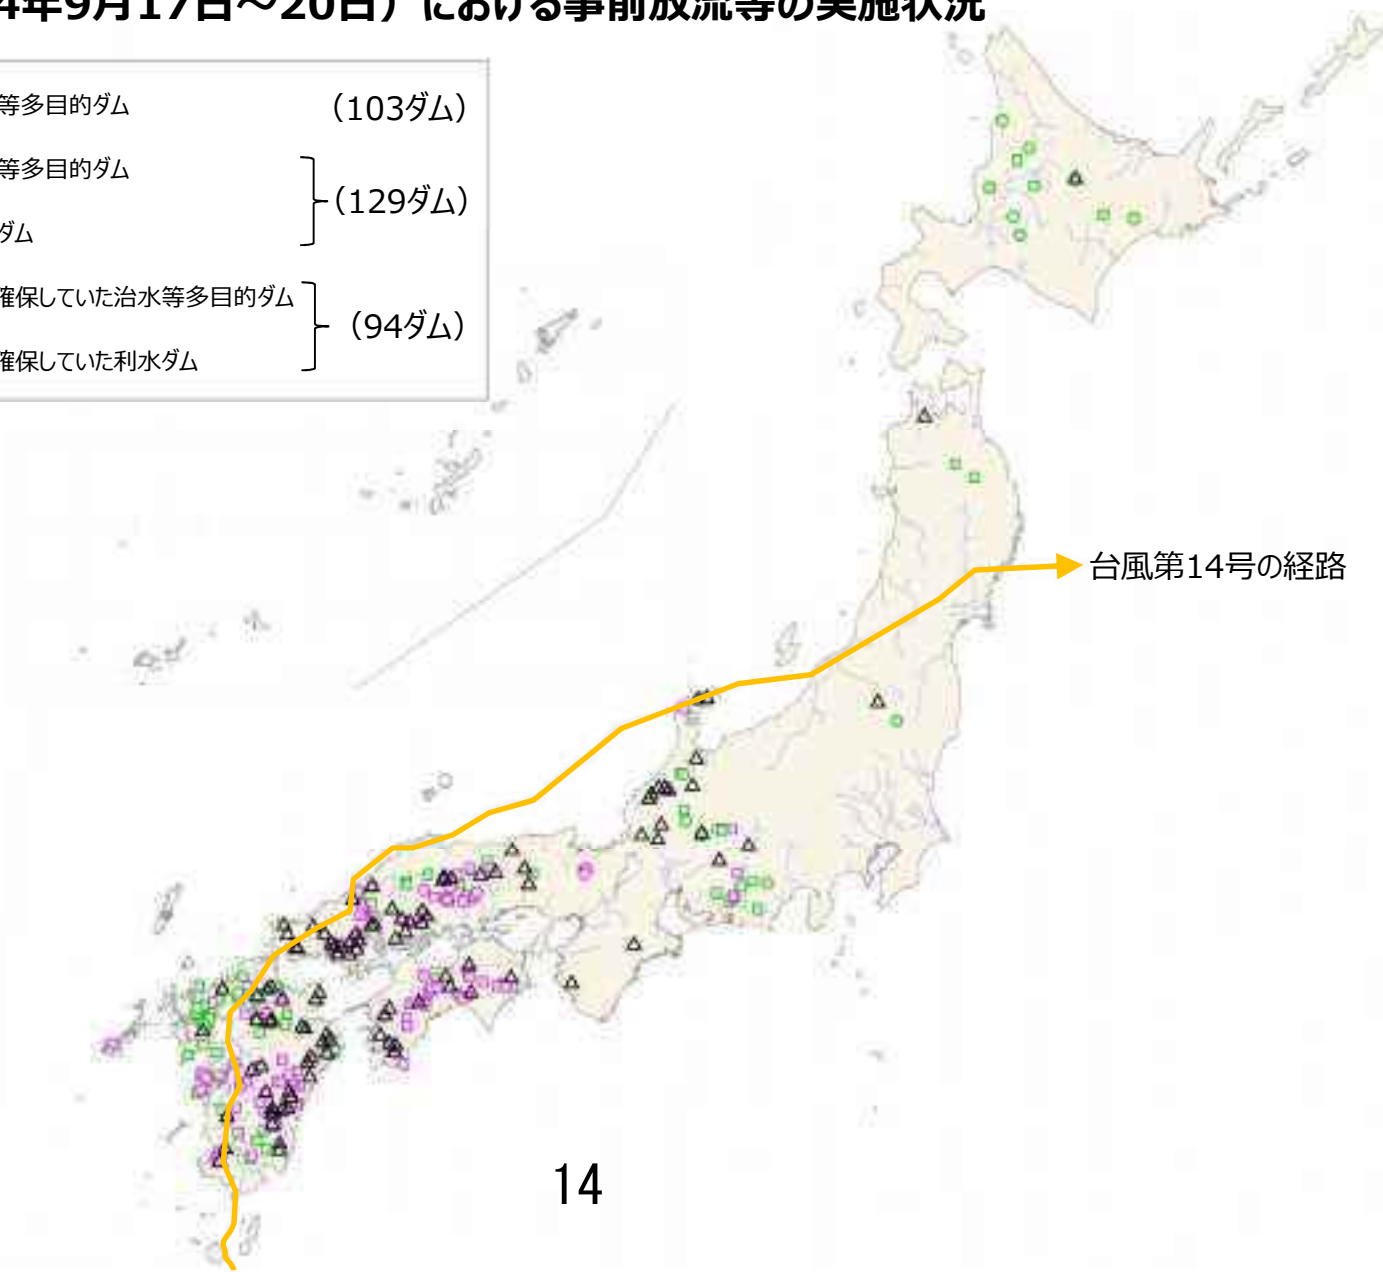 4年9月17日～20日）における事前放流等の実施状況
等多目的ダム （103ダム）
等多目的ダム
（129ダム）
ダム
確保していた治水等多目的ダム
（94ダム）
確保していた利水ダム
台風第14号の経路
14